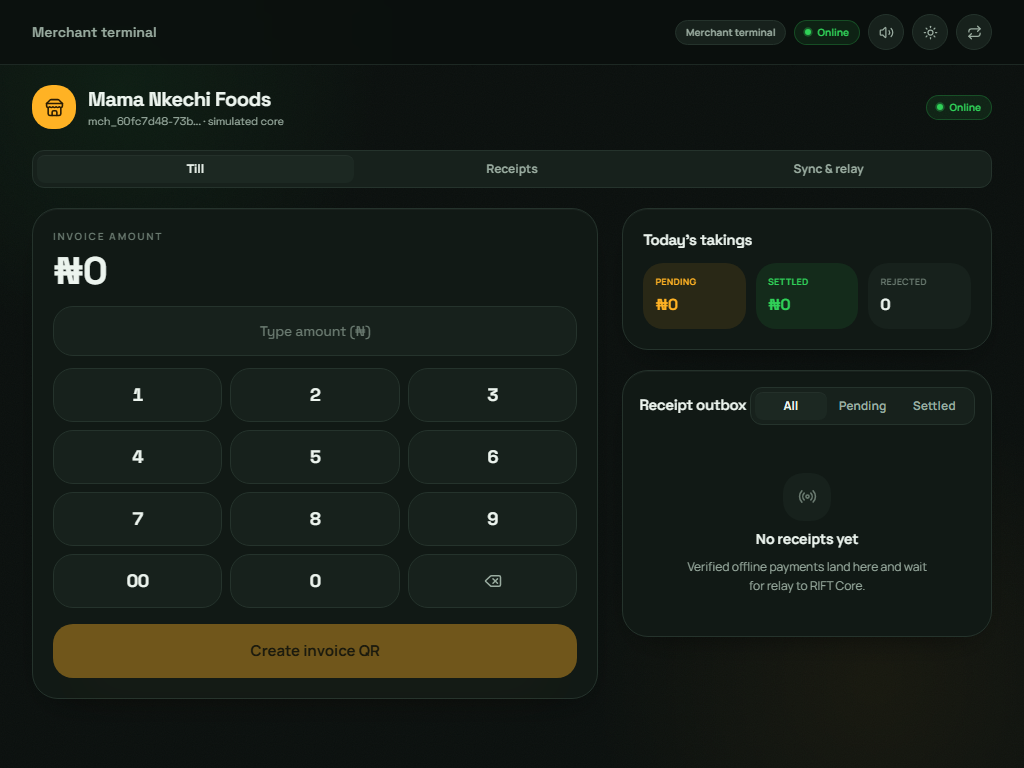 Merchant terminal
Merchant terminal
Online
Mama Nkechi Foods
mch_60fc7d48-73b… · simulated core
Online
Till
Receipts
Sync & relay
INVOICE AMOUNT
₦0
Type amount (₦)
1
2
3
4
5
6
7
8
9
00
0
Create invoice QR
Today's takings
PENDING
₦0
SETTLED
₦0
REJECTED
0
Receipt outbox
All
Pending
Settled
No receipts yet
Verified offline payments land here and wait
for relay to RIFT Core.